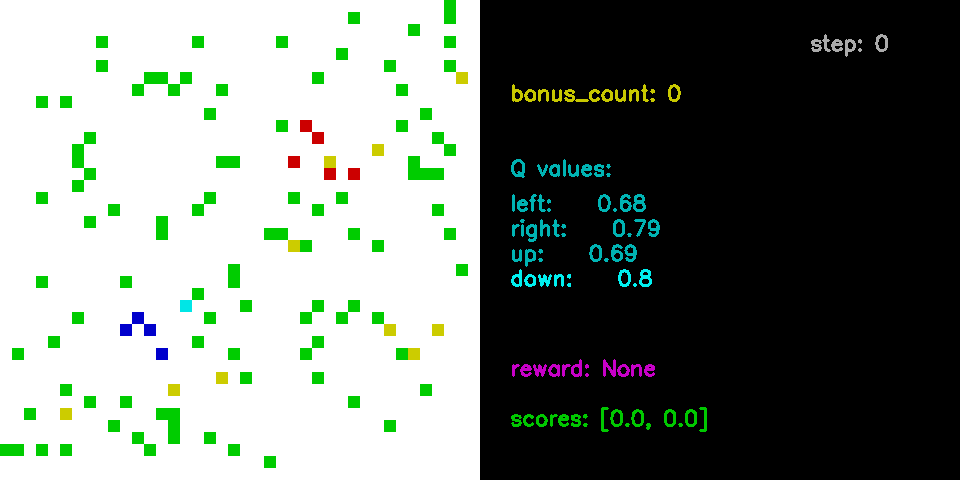 step: 0
bonus_count: 0
Q values:
left: 0.68
right: 0.79
up: 0.69
down: 0.8
reward: None
scores: [0.0, 0.0]